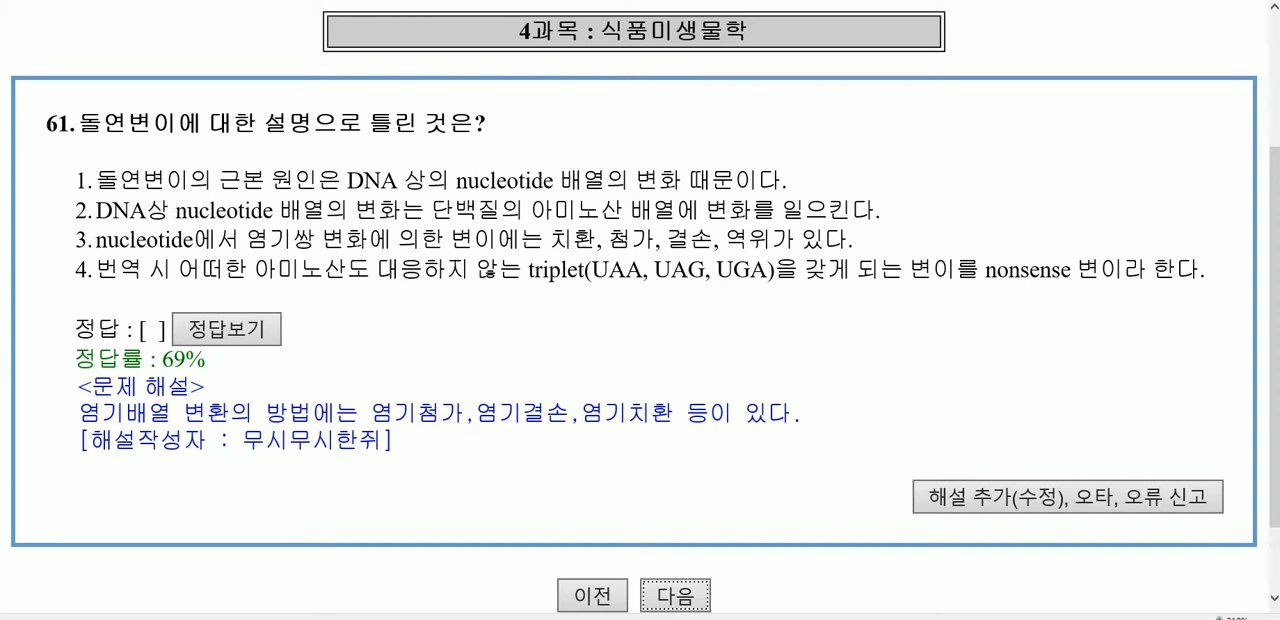 4과목 : 식품미생물학
61. 돌연변이에 대한 설명으로 틀린 것은?
1. 돌연변이의 근본 원인은 DNA 상의 nucleotide 배열의 변화 때문이다.
2. DNA상 nucleotide 배열의 변화는 단백질의 아미노산 배열에 변화를 일으킨다.
3. nucleotide에서 염기쌍 변화에 의한 변이에는 치환, 첨가, 결손, 역위가 있다.
4. 번역 시 어떠한 아미노산도 대응하지 않는 triplet(UAA, UAG, UGA)을 갖게 되는 변이를 nonsense 변이라 한다.
정답 : [ ] 정답보기
정답률 : 69%
<문제 해설>
염기배열 변환의 방법에는 염기첨가,염기결손,염기치환 등이 있다.
[해설작성자 : 무시무시한쥐]
해설 추가(수정), 오타, 오류 신고
이전 다음